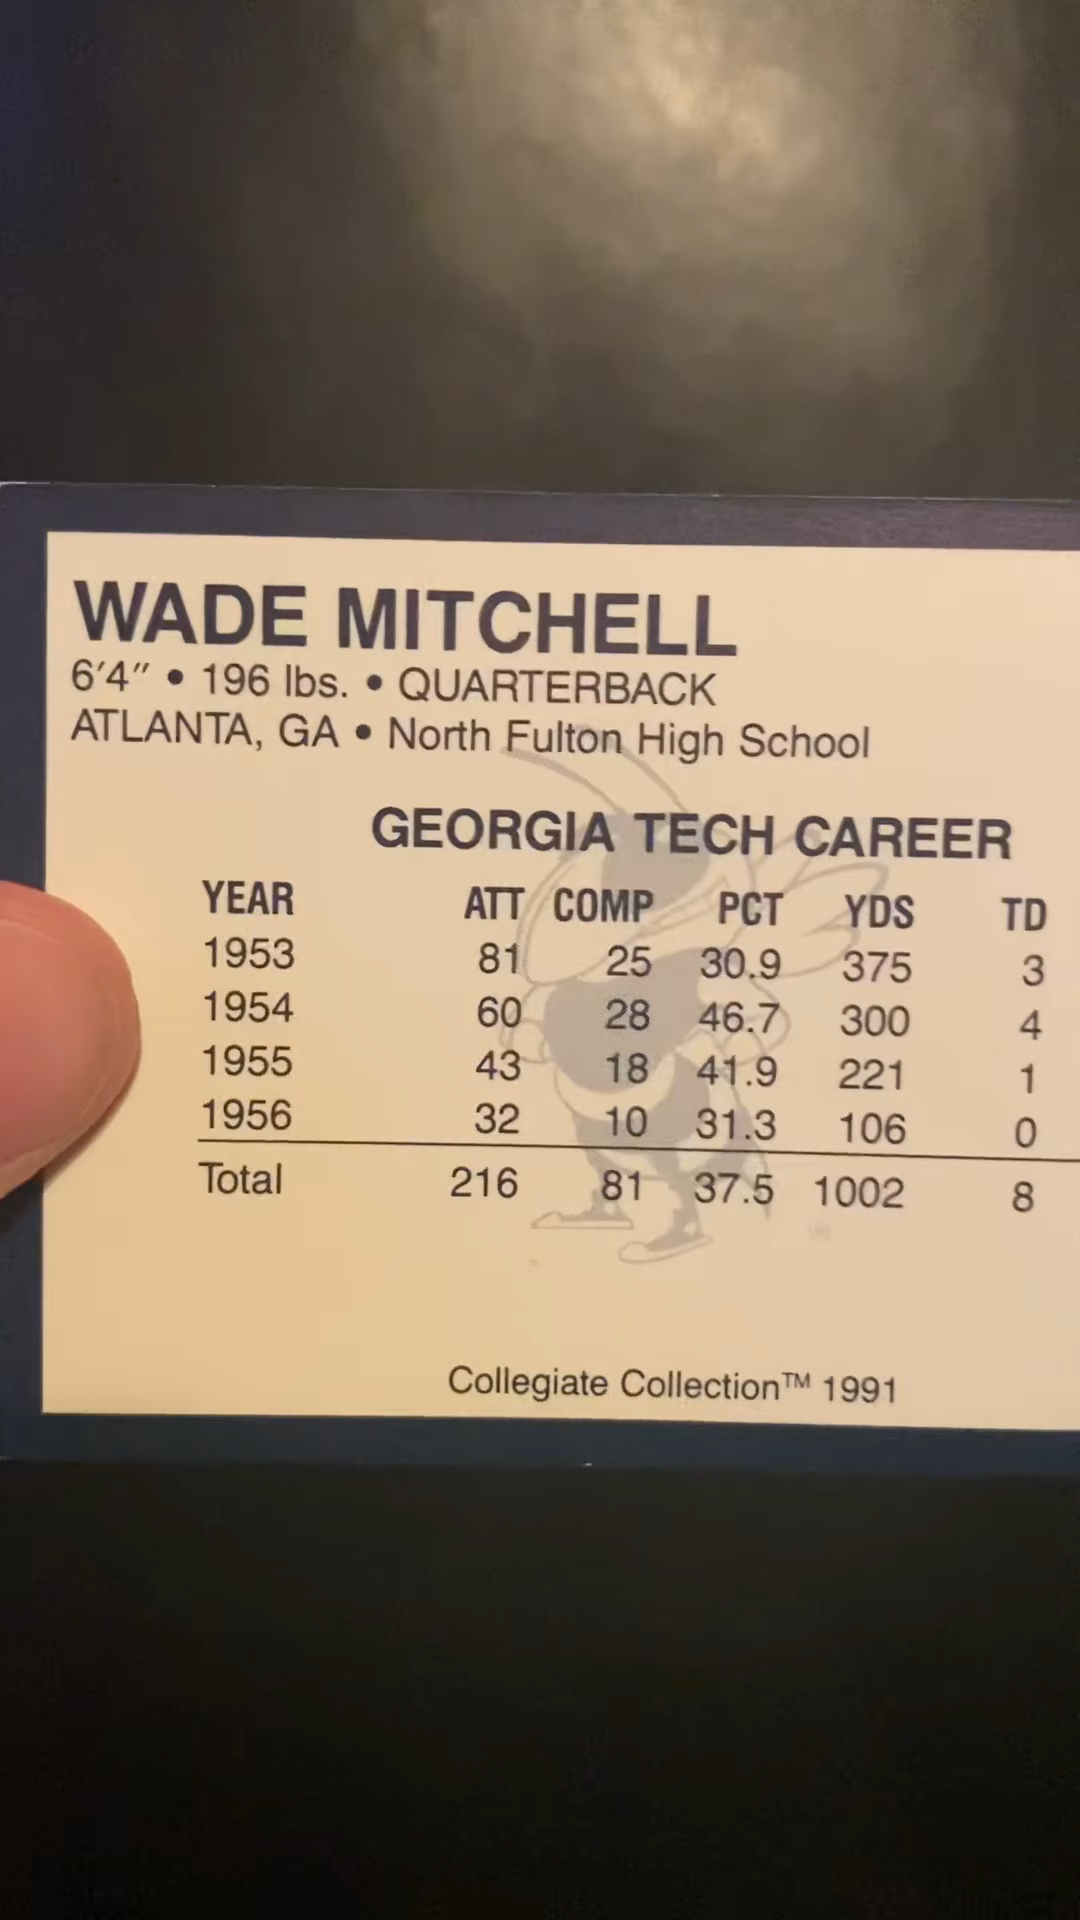 WADE MITCHELL
6'4" • 196 lbs. • QUARTERBACK
ATLANTA, GA • North Fulton High School
GEORGIA TECH CAREER
YEAR ATT COMP PCT YDS TD
1953 81 25 30.9 375 3
1954 60 28 46.7 300 4
1955 43 18 41.9 221 1
1956 32 10 31.3 106 0
Total 216 81 37.5 1002 8
Collegiate Collection™ 1991